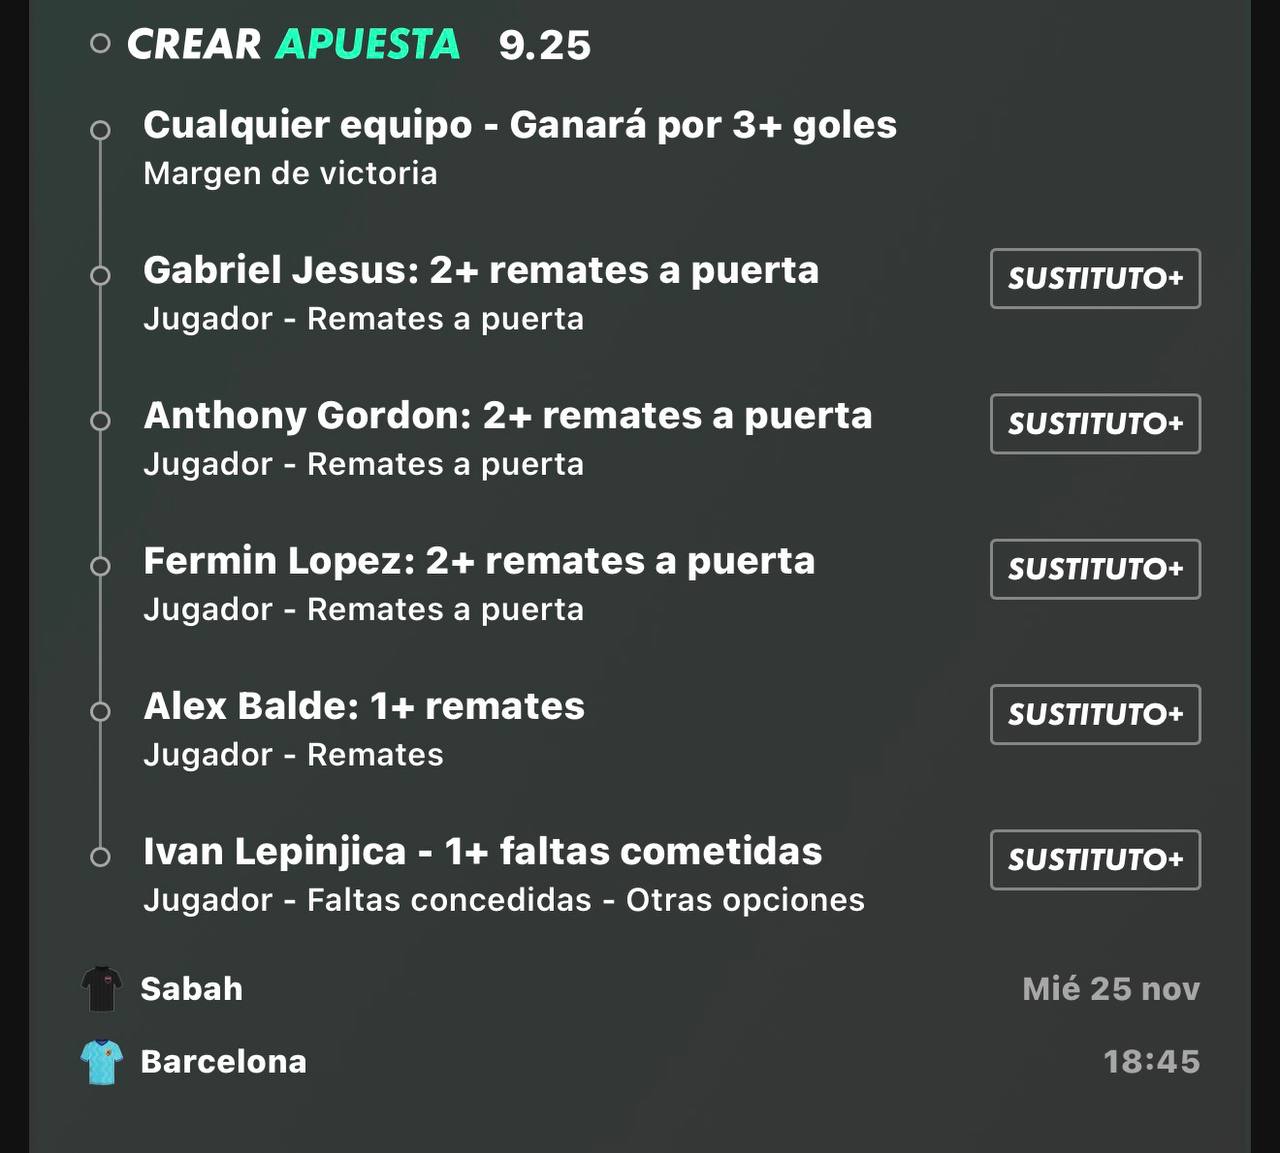 CREAR APUESTA 9.25
Cualquier equipo - Ganará por 3+ goles
Margen de victoria
Gabriel Jesus: 2+ remates a puerta
SUSTITUTO+
Jugador - Remates a puerta
Anthony Gordon: 2+ remates a puerta
SUSTITUTO+
Jugador - Remates a puerta
Fermin Lopez: 2+ remates a puerta
SUSTITUTO+
Jugador - Remates a puerta
Alex Balde: 1+ remates
SUSTITUTO+
Jugador - Remates
Ivan Lepinjica - 1+ faltas cometidas
SUSTITUTO+
Jugador - Faltas concedidas - Otras opciones
Sabah
Mié 25 nov
Barcelona
18:45